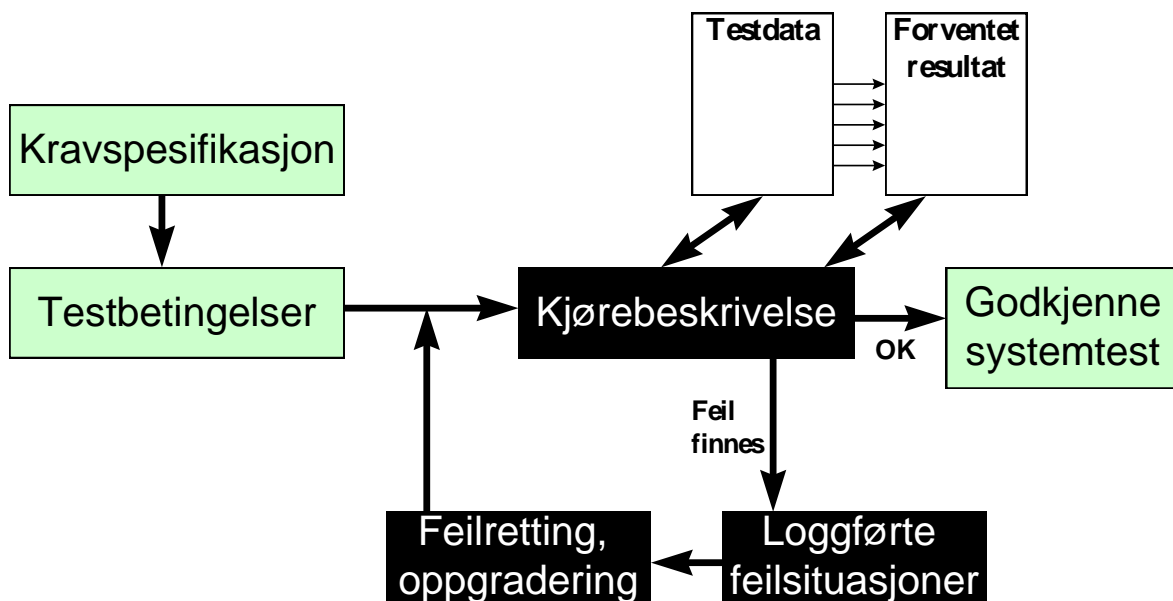 Testdata
Forventet
resultat
Kravspesifikasjon
Testbetingelser
Kjørebeskrivelse
Godkjenne
systemtest
OK
Feil
finnes
Feilretting,
oppgradering
Loggførte
feilsituasjoner